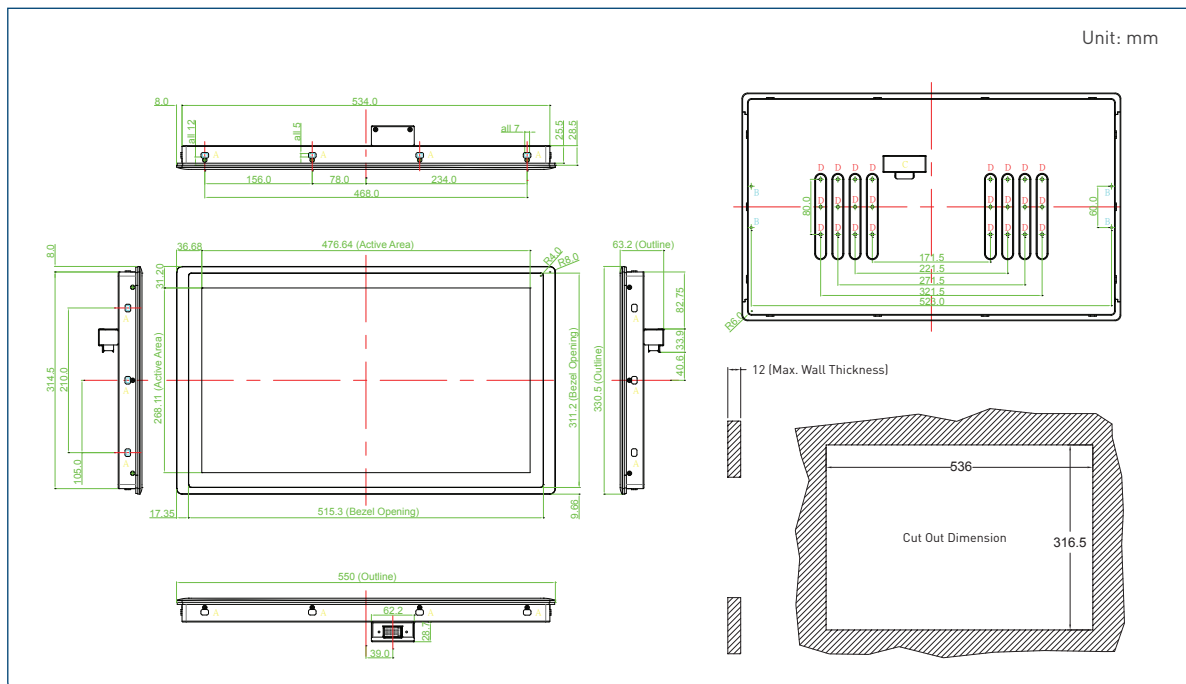 Unit: mm
8.0
534.0
all 12
all 5
all 7
25.5
28.5
A
A
A
A
156.0
78.0
234.0
468.0
C
D D D D
D D D D
D D D D
D D D D
D D D D
D D D D
B
B
B
B
80.0
60.0
171.5
221.5
271.5
321.5
523.0
R6.0
8.0
314.5
210.0
105.0
A
A
A
36.68
476.64 (Active Area)
31.20
268.11 (Active Area)
R4.0
R8.0
311.2 (Bezel Opening)
330.5 (Outline)
17.35
515.3 (Bezel Opening)
9.66
63.2 (Outline)
82.75
33.9
40.6
A
A
A
12 (Max. Wall Thickness)
536
Cut Out Dimension
316.5
550 (Outline)
A
A
A
A
62.2
28.7
39.0